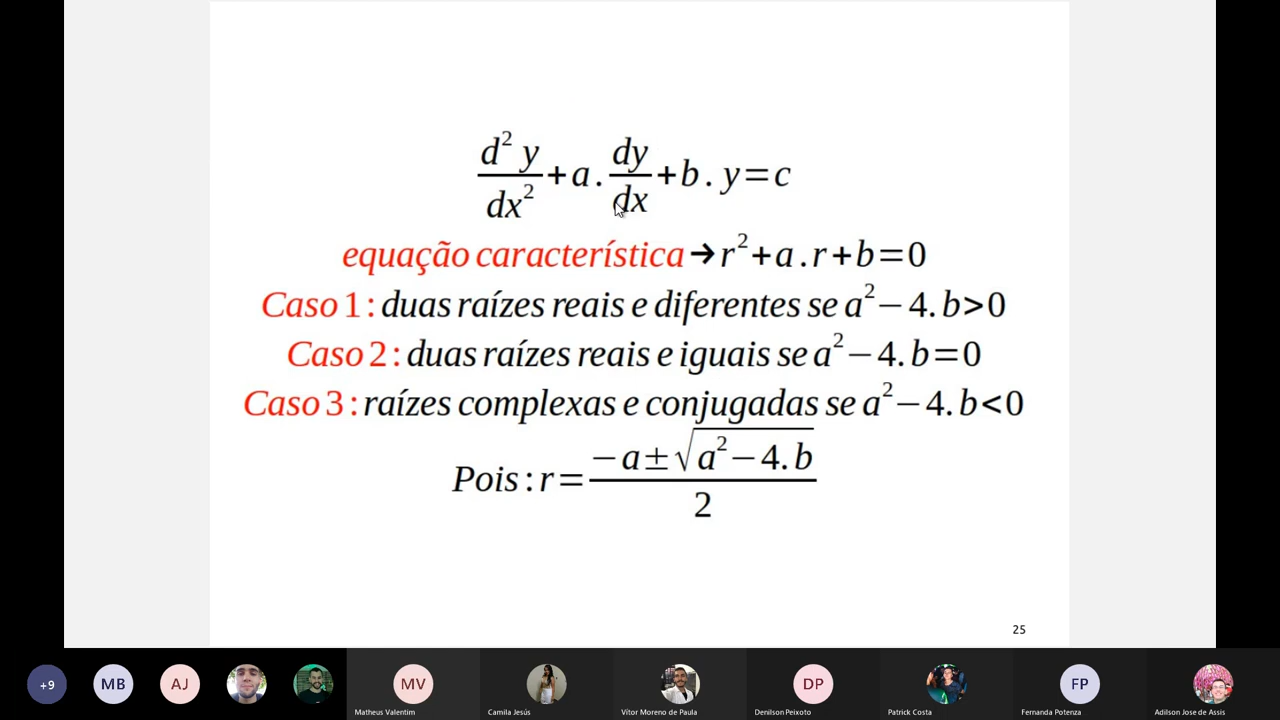 d² y/dx² + a . dy/dx + b . y = c
equação característica → r² + a . r + b = 0
Caso 1 : duas raízes reais e diferentes se a² − 4. b > 0
Caso 2 : duas raízes reais e iguais se a² − 4. b = 0
Caso 3 : raízes complexas e conjugadas se a² − 4. b < 0
Pois : r = (−a ± √(a² − 4. b))/2
25
+9 MB AJ MV DP FP
Matheus Valentim Camila Jesús Vítor Moreno de Paula Denilson Peixoto Patrick Costa Fernanda Potenza Adilson Jose de Assis